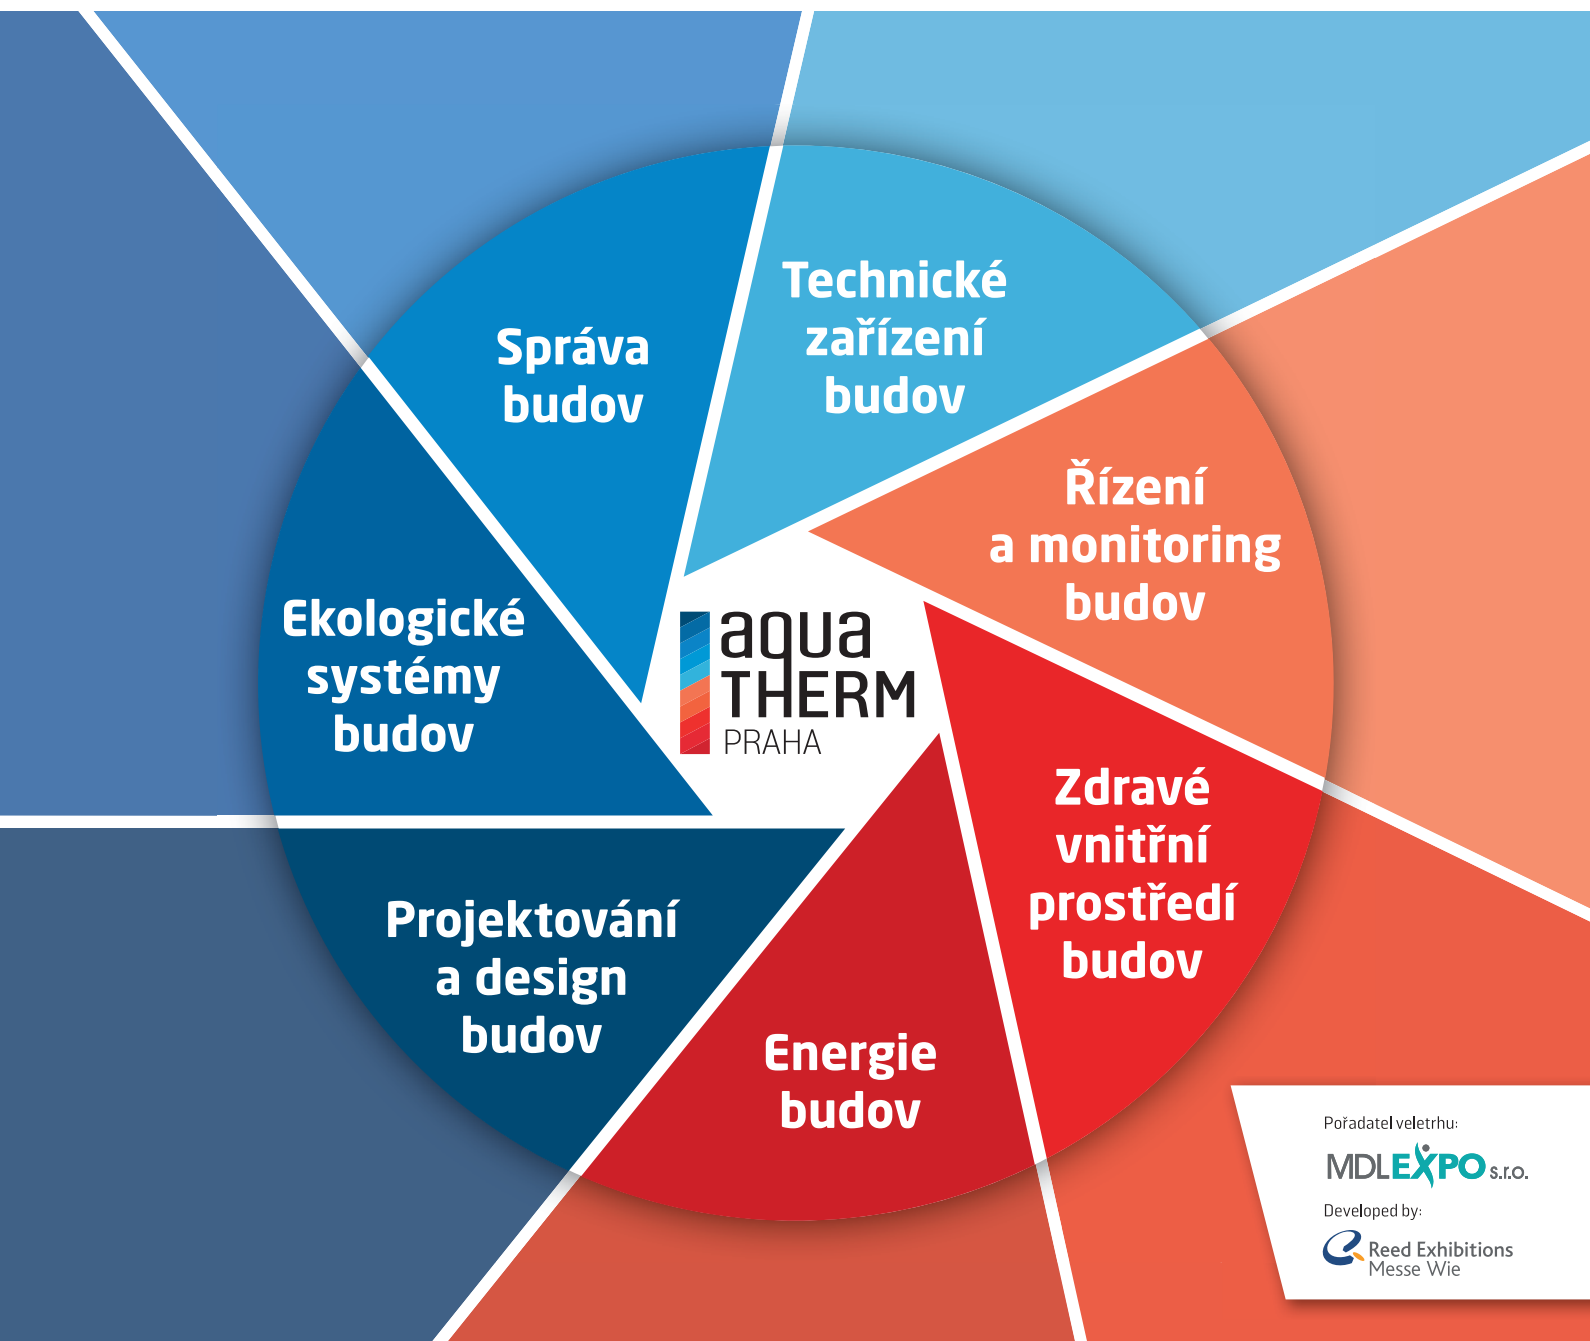 Technické
zařízení
budov
Správa
budov
Řízení
a monitoring
budov
Ekologické
systémy
budov
aqua
THERM
PRAHA
Zdravé
vnitřní
prostředí
budov
Projektování
a design
budov
Energie
budov
Pořadatel veletrhu:
MDLEXPO s.r.o.
Developed by:
Reed Exhibitions
Messe Wie